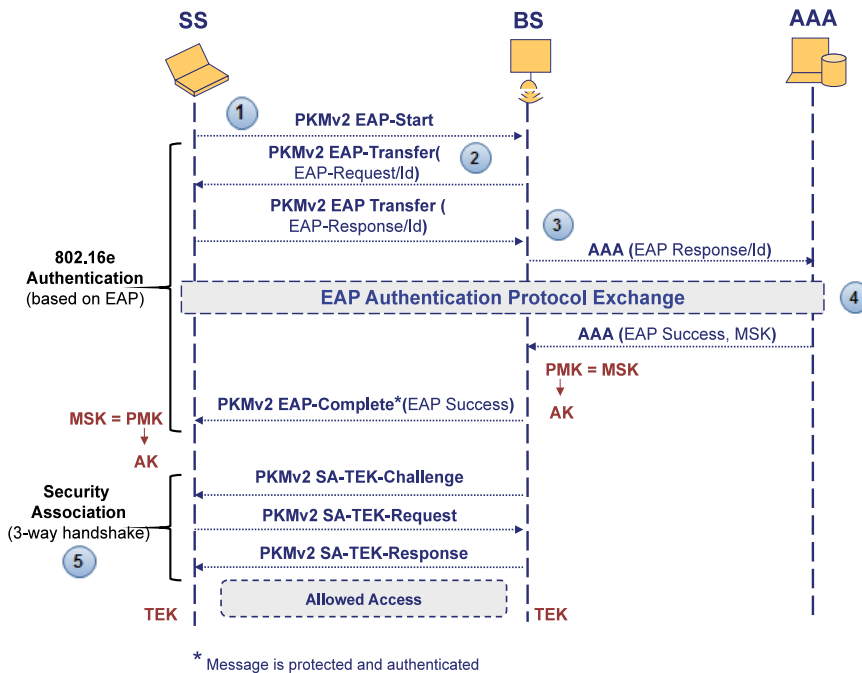 SS
BS
AAA
1
PKMv2 EAP-Start
PKMv2 EAP-Transfer(
EAP-Request/Id)
2
PKMv2 EAP Transfer (
EAP-Response/Id)
3
802.16e
Authentication
(based on EAP)
AAA (EAP Response/Id)
EAP Authentication Protocol Exchange
4
AAA (EAP Success, MSK)
PMK = MSK
AK
PKMv2 EAP-Complete*(EAP Success)
MSK = PMK
AK
PKMv2 SA-TEK-Challenge
Security
Association
(3-way handshake)
5
PKMv2 SA-TEK-Request
PKMv2 SA-TEK-Response
Allowed Access
TEK
TEK
* Message is protected and authenticated